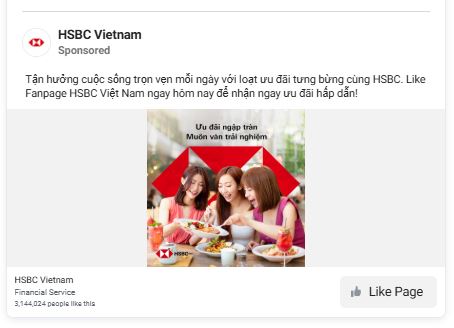 HSBC Vietnam
Sponsored
Tận hưởng cuộc sống trọn vẹn mỗi ngày với loạt ưu đãi tưng bừng cùng HSBC. Like
Fanpage HSBC Việt Nam ngay hôm nay để nhận ngay ưu đãi hấp dẫn!
Ưu đãi ngập tràn
Muôn vàn trải nghiệm
HSBC
HSBC Vietnam
Financial Service
3,144,024 people like this
Like Page